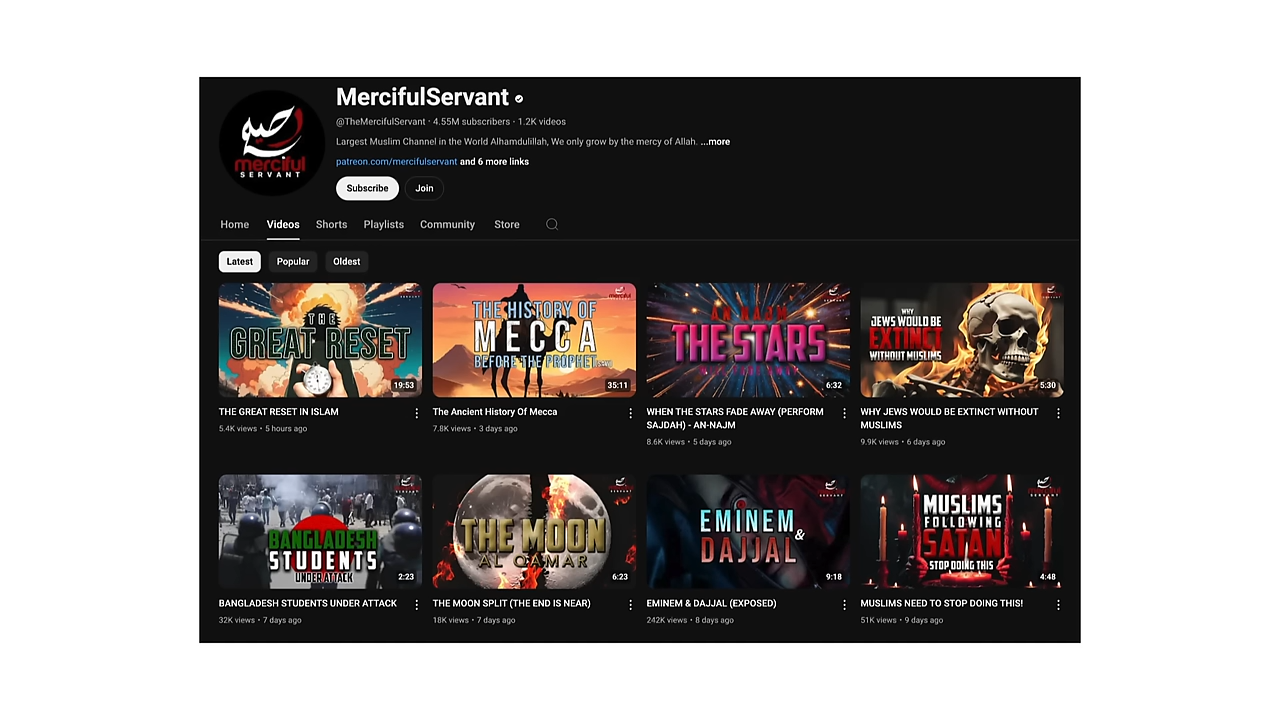 MercifulServant
@TheMercifulServant · 4.55M subscribers · 1.2K videos
Largest Muslim Channel in the World Alhamdulillah, We only grow by the mercy of Allah. ...more
patreon.com/mercifulservant and 6 more links
merciful
SERVANT
Subscribe Join
Home Videos Shorts Playlists Community Store
Latest Popular Oldest
THE
GREAT RESET
19:53
THE HISTORY OF
MECCA
BEFORE THE PROPHET
35:11
AN-NAJM
THE STARS
6:32
WHY
JEWS WOULD BE
EXTINCT
WITHOUT MUSLIMS
5:30
THE GREAT RESET IN ISLAM
5.4K views • 5 hours ago
The Ancient History Of Mecca
7.8K views • 3 days ago
WHEN THE STARS FADE AWAY (PERFORM
SAJDAH) - AN-NAJM
8.6K views • 5 days ago
WHY JEWS WOULD BE EXTINCT WITHOUT
MUSLIMS
9.9K views • 6 days ago
BANGLADESH
STUDENTS
UNDER ATTACK
2:23
THE MOON
AL QAMAR
6:23
EMINEM
&
DAJJAL
9:18
MUSLIMS
FOLLOWING
SATAN
STOP DOING THIS
4:48
BANGLADESH STUDENTS UNDER ATTACK
32K views • 7 days ago
THE MOON SPLIT (THE END IS NEAR)
18K views • 7 days ago
EMINEM & DAJJAL (EXPOSED)
242K views • 8 days ago
MUSLIMS NEED TO STOP DOING THIS!
51K views • 9 days ago